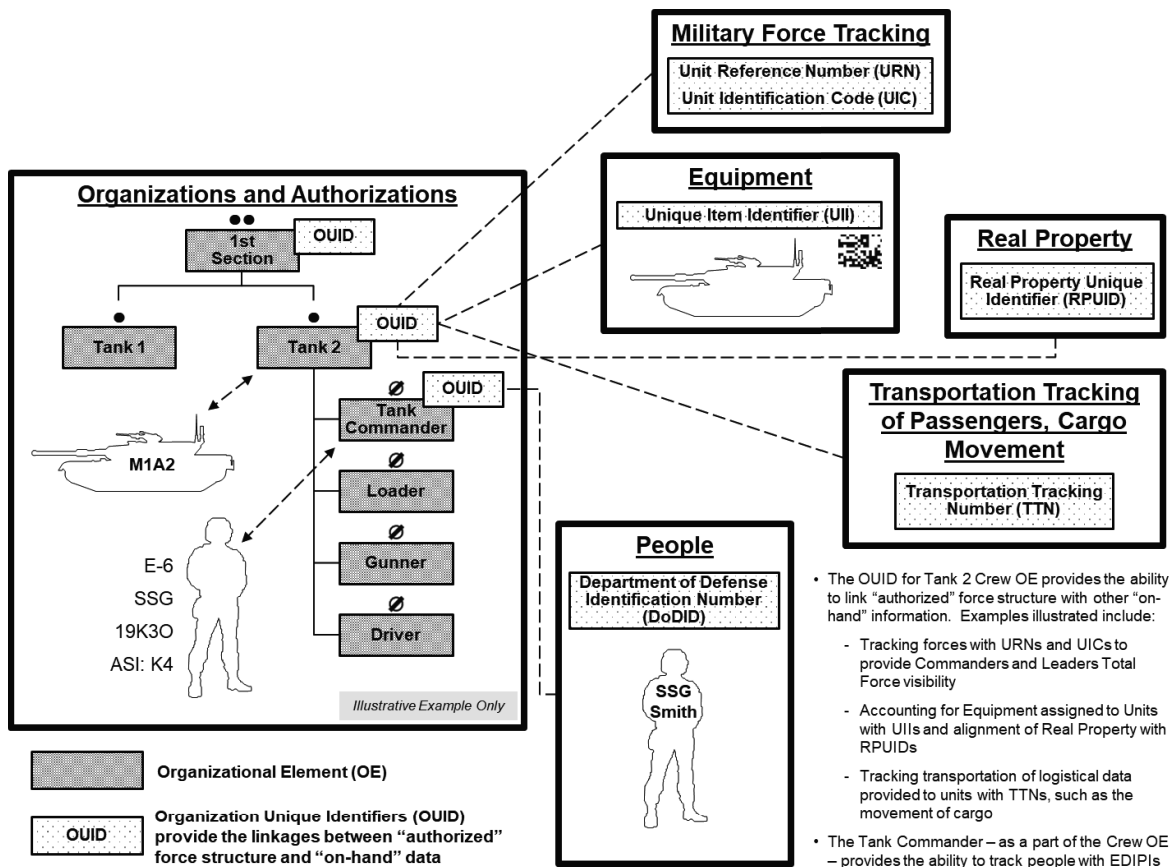 Military Force Tracking
Unit Reference Number (URN)
Unit Identification Code (UIC)
Organizations and Authorizations
1st
Section
OUID
Tank 1
Tank 2
OUID
Tank
Commander
OUID
Loader
Gunner
Driver
M1A2
E-6
SSG
19K3O
ASI: K4
Illustrative Example Only
Equipment
Unique Item Identifier (UII)
Real Property
Real Property Unique
Identifier (RPUID)
Transportation Tracking
of Passengers, Cargo
Movement
Transportation Tracking
Number (TTN)
People
Department of Defense
Identification Number
(DoDID)
SSG
Smith
Organizational Element (OE)
OUID
Organization Unique Identifiers (OUID)
provide the linkages between “authorized”
force structure and “on-hand” data
• The OUID for Tank 2 Crew OE provides the ability
to link “authorized” force structure with other “on-
hand” information. Examples illustrated include:
- Tracking forces with URNs and UICs to
provide Commanders and Leaders Total
Force visibility
- Accounting for Equipment assigned to Units
with UIIs and alignment of Real Property with
RPUIDs
- Tracking transportation of logistical data
provided to units with TTNs, such as the
movement of cargo
• The Tank Commander – as a part of the Crew OE
– provides the ability to track people with EDIPIs